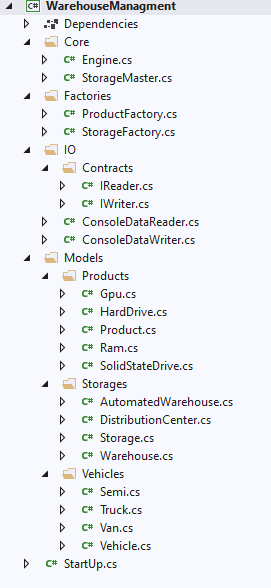 C# WarehouseManagment
Dependencies
Core
C# Engine.cs
C# StorageMaster.cs
Factories
C# ProductFactory.cs
C# StorageFactory.cs
IO
Contracts
C# IReader.cs
C# IWriter.cs
C# ConsoleDataReader.cs
C# ConsoleDataWriter.cs
Models
Products
C# Gpu.cs
C# HardDrive.cs
C# Product.cs
C# Ram.cs
C# SolidStateDrive.cs
Storages
C# AutomatedWarehouse.cs
C# DistributionCenter.cs
C# Storage.cs
C# Warehouse.cs
Vehicles
C# Semi.cs
C# Truck.cs
C# Van.cs
C# Vehicle.cs
C# StartUp.cs